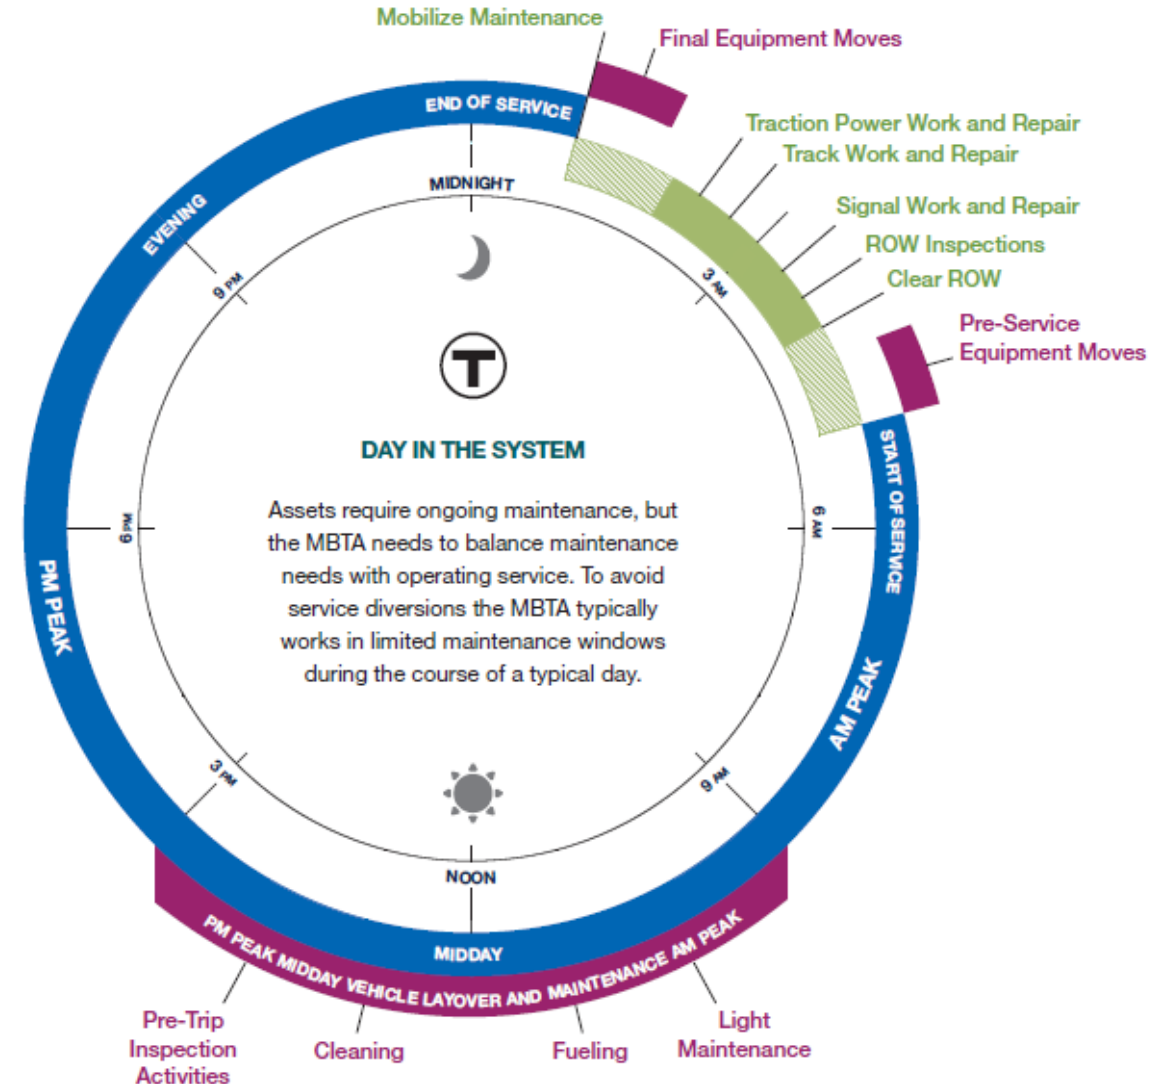 Mobilize Maintenance
Final Equipment Moves
END OF SERVICE
Traction Power Work and Repair
Track Work and Repair
MIDNIGHT
EVENING
Signal Work and Repair
ROW Inspections
Clear ROW
9 PM
3 AM
Pre-Service
Equipment Moves
T
DAY IN THE SYSTEM
START OF SERVICE
Assets require ongoing maintenance, but
the MBTA needs to balance maintenance
needs with operating service. To avoid
service diversions the MBTA typically
works in limited maintenance windows
during the course of a typical day.
6 PM
6 AM
PM PEAK
AM PEAK
3 PM
9 AM
NOON
MIDDAY
PM PEAK MIDDAY VEHICLE LAYOVER AND MAINTENANCE AM PEAK
Pre-Trip
Inspection
Activities
Cleaning
Fueling
Light
Maintenance